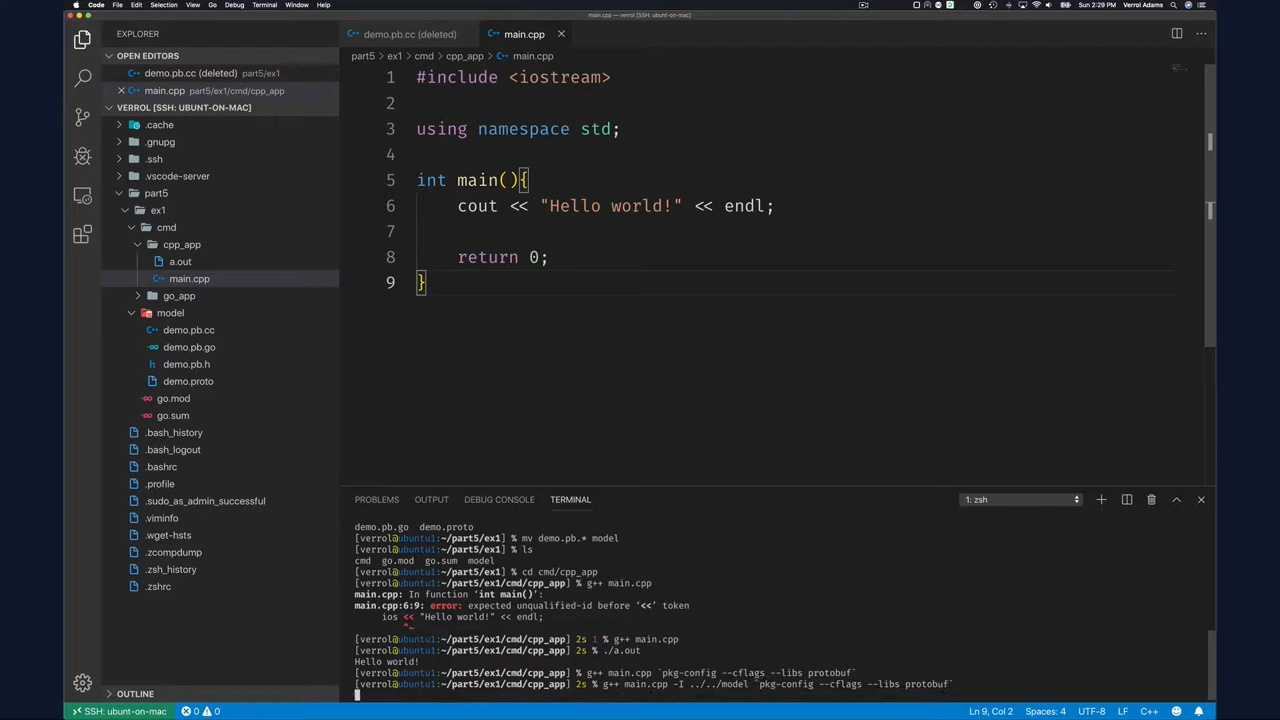 Code File Edit Selection View Go Debug Terminal Window Help
Sun 2:29 PM Verrol Adams
main.cpp — verrol [SSH: ubunt-on-mac]
EXPLORER
OPEN EDITORS
demo.pb.cc (deleted) part5/ex1
main.cpp part5/ex1/cmd/cpp_app
VERROL [SSH: UBUNT-ON-MAC]
.cache
.gnupg
.ssh
.vscode-server
part5
ex1
cmd
cpp_app
a.out
main.cpp
go_app
model
demo.pb.cc
demo.pb.go
demo.pb.h
demo.proto
go.mod
go.sum
.bash_history
.bash_logout
.bashrc
.profile
.sudo_as_admin_successful
.viminfo
.wget-hsts
.zcompdump
.zsh_history
.zshrc
OUTLINE
demo.pb.cc (deleted) main.cpp
part5 > ex1 > cmd > cpp_app > main.cpp
1 #include <iostream>
2
3 using namespace std;
4
5 int main(){
6 cout << "Hello world!" << endl;
7
8 return 0;
9 }
PROBLEMS OUTPUT DEBUG CONSOLE TERMINAL 1: zsh
demo.pb.go demo.proto
[verrol@ubuntu1:~/part5/ex1] % mv demo.pb.* model
[verrol@ubuntu1:~/part5/ex1] % ls
cmd go.mod go.sum model
[verrol@ubuntu1:~/part5/ex1] % cd cmd/cpp_app
[verrol@ubuntu1:~/part5/ex1/cmd/cpp_app] % g++ main.cpp
main.cpp: In function ‘int main()’:
main.cpp:6:9: error: expected unqualified-id before ‘<<’ token
ios << "Hello world!" << endl;
^~
[verrol@ubuntu1:~/part5/ex1/cmd/cpp_app] 2s 1 % g++ main.cpp
[verrol@ubuntu1:~/part5/ex1/cmd/cpp_app] 2s % ./a.out
Hello world!
[verrol@ubuntu1:~/part5/ex1/cmd/cpp_app] % g++ main.cpp `pkg-config --cflags --libs protobuf`
[verrol@ubuntu1:~/part5/ex1/cmd/cpp_app] 2s % g++ main.cpp -I ../../model `pkg-config --cflags --libs protobuf`
SSH: ubunt-on-mac 0 0 Ln 9, Col 2 Spaces: 4 UTF-8 LF C++